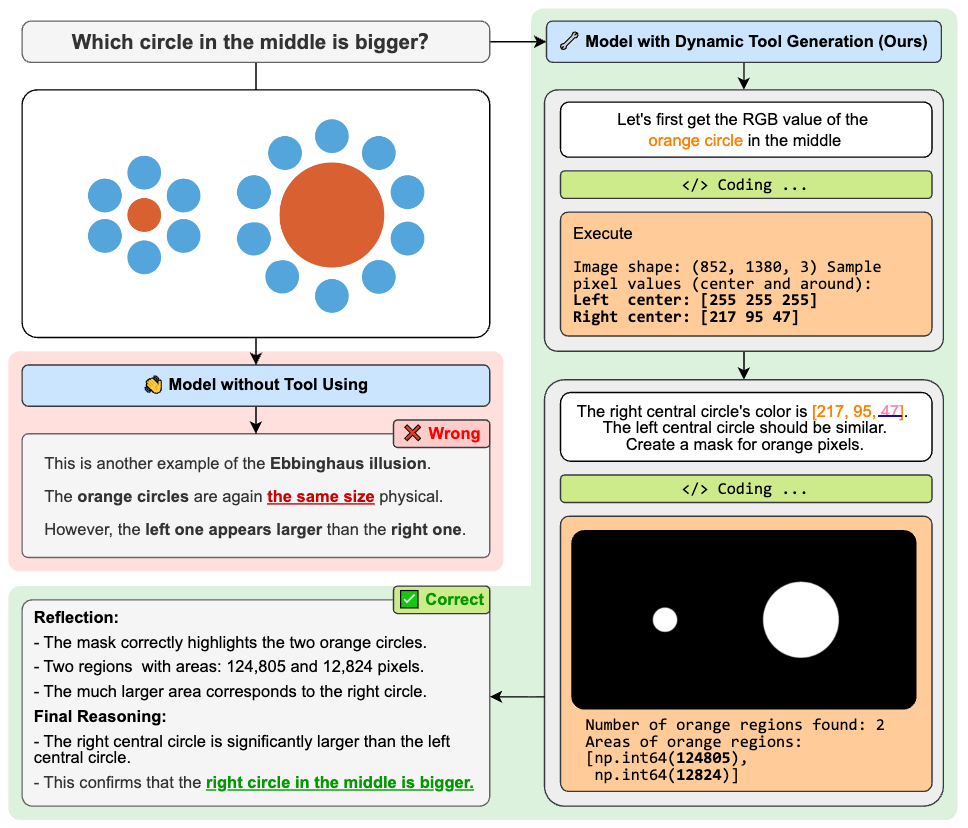 Which circle in the middle is bigger?
Model without Tool Using
Wrong
This is another example of the Ebbinghaus illusion.
The orange circles are again the same size physical.
However, the left one appears larger than the right one.
Model with Dynamic Tool Generation (Ours)
Let's first get the RGB value of the
orange circle in the middle
</> Coding ...
Execute
Image shape: (852, 1380, 3) Sample
pixel values (center and around):
Left center: [255 255 255]
Right center: [217 95 47]
The right central circle's color is [217, 95, 47].
The left central circle should be similar.
Create a mask for orange pixels.
</> Coding ...
Number of orange regions found: 2
Areas of orange regions:
[np.int64(124805),
np.int64(12824)]
Correct
Reflection:
- The mask correctly highlights the two orange circles.
- Two regions with areas: 124,805 and 12,824 pixels.
- The much larger area corresponds to the right circle.
Final Reasoning:
- The right central circle is significantly larger than the left
central circle.
- This confirms that the right circle in the middle is bigger.